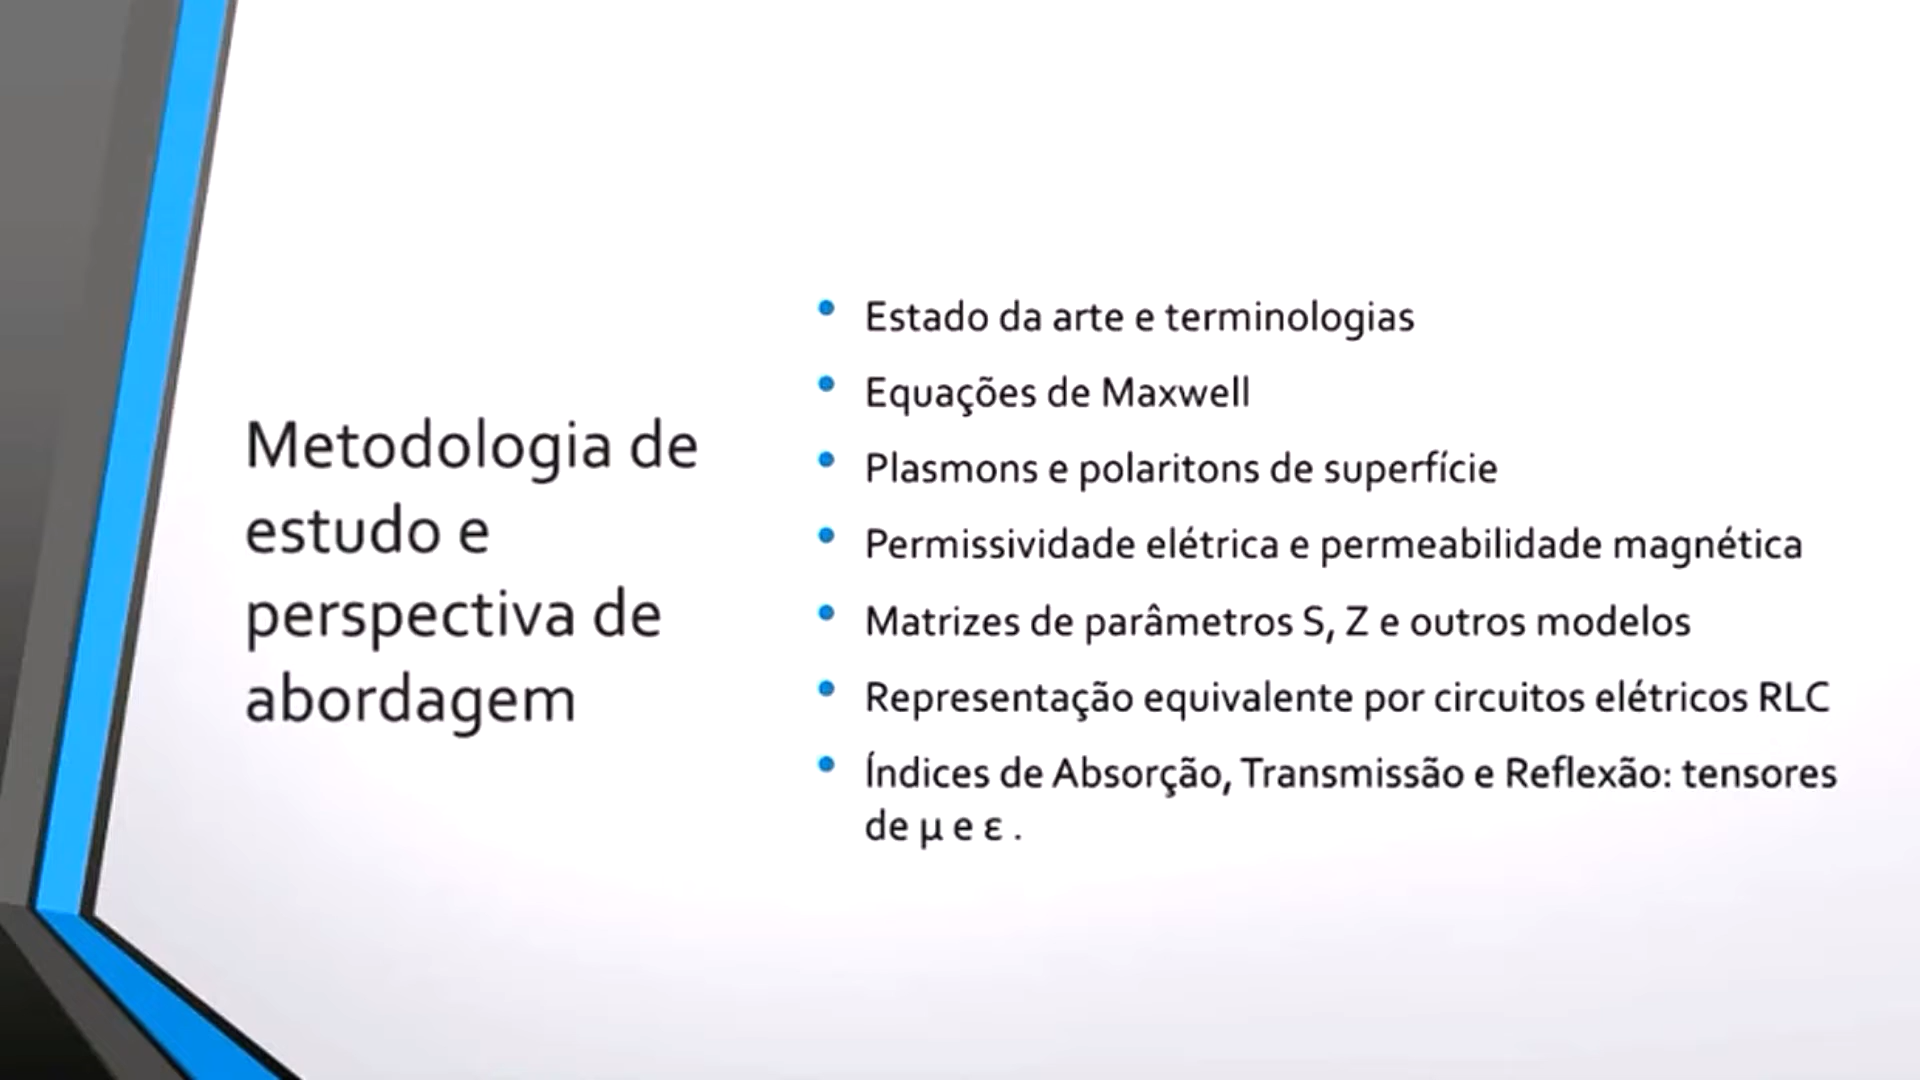 Metodologia de
estudo e
perspectiva de
abordagem
• Estado da arte e terminologias
• Equações de Maxwell
• Plasmons e polaritons de superfície
• Permissividade elétrica e permeabilidade magnética
• Matrizes de parâmetros S, Z e outros modelos
• Representação equivalente por circuitos elétricos RLC
• Índices de Absorção, Transmissão e Reflexão: tensores
de μ e ε .